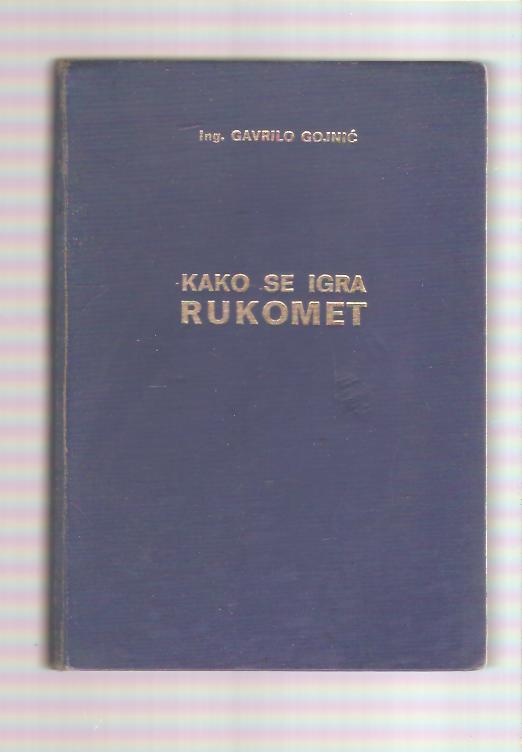 Ing. GAVRILO GOJNIĆ
KAKO SE IGRA
RUKOMET